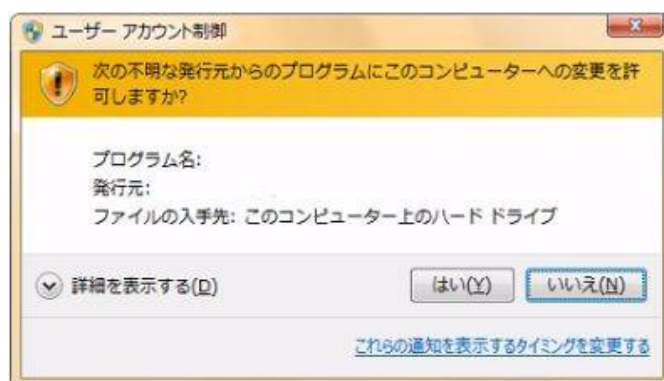 ユーザー アカウント制御
次の不明な発行元からのプログラムにこのコンピューターへの変更を許
可しますか?
プログラム名:
発行元:
ファイルの入手先: このコンピューター上のハード ドライブ
詳細を表示する(D)
はい(Y)
いいえ(N)
これらの通知を表示するタイミングを変更する